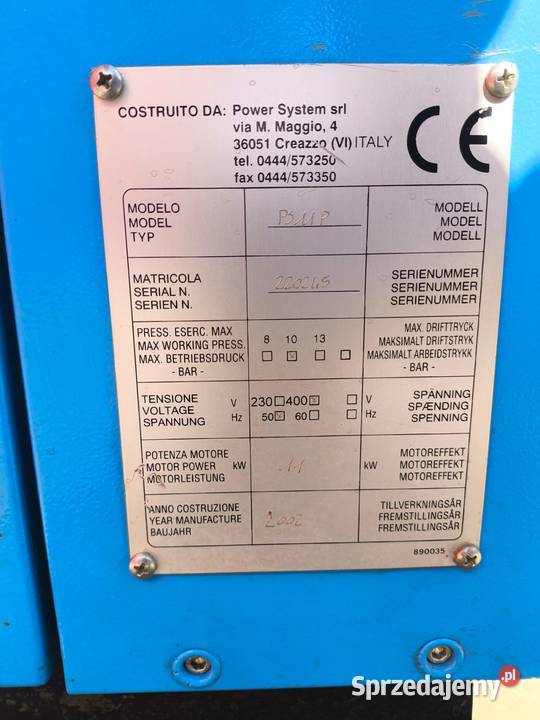 COSTRUITO DA: Power System srl
via M. Maggio, 4
36051 Creazzo (VI) ITALY
tel. 0444/573250
fax 0444/573350
CE
MODELO
MODEL
TYP
MODELL
MODEL
MODELL
MATRICOLA
SERIAL N.
SERIEN N.
220245
SERIENUMMER
SERIENUMMER
SERIENUMMER
PRESS. ESERC. MAX
MAX WORKING PRESS.
MAX. BETRIEBSDRUCK
- BAR -
8 10 13
MAX. DRIFTTRYCK
MAKSIMALT DRIFTSTRYK
MAKSIMALT ARBEIDSTRYKK
- BAR -
TENSIONE
VOLTAGE
SPANNUNG
V 230 400 V
Hz 50 60 Hz
SPÄNNING
SPÆNDING
SPENNING
POTENZA MOTORE
MOTOR POWER
MOTORLEISTUNG
kW 11 kW
MOTOREFFEKT
MOTOREFFEKT
MOTOREFFEKT
ANNO COSTRUZIONE
YEAR MANUFACTURE
BAUJAHR
2002
TILLVERKNINGSÅR
FREMSTILLINGSÅR
FREMSTILLINGSÅR
890035
Sprzedajemy.pl